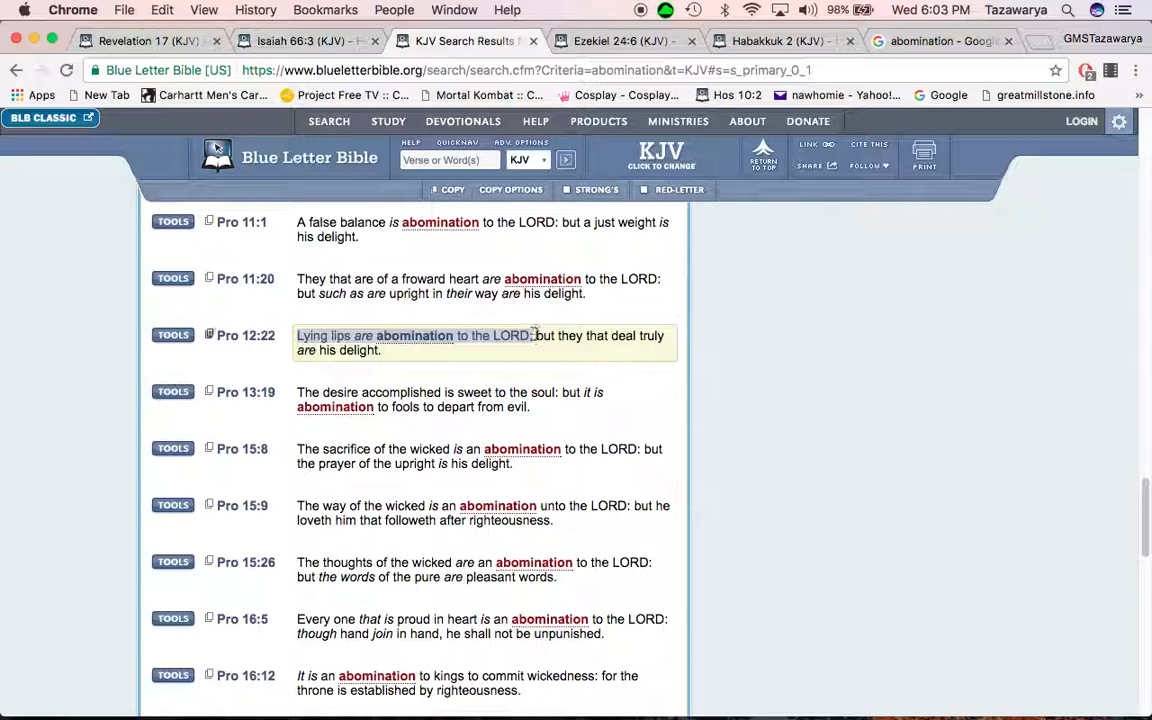 Chrome File Edit View History Bookmarks People Window Help 98% Wed 6:03 PM Tazawarya
Revelation 17 (KJV) × Isaiah 66:3 (KJV) - H × KJV Search Results f × Ezekiel 24:6 (KJV) - × Habakkuk 2 (KJV) - × abomination - Google × GMSTazawarya
Blue Letter Bible [US] https://www.blueletterbible.org/search/search.cfm?Criteria=abomination&t=KJV#s=s_primary_0_1 2
Apps New Tab Carhartt Men's Car… Project Free TV :: C… Mortal Kombat :: C… Cosplay - Cosplay C… Hos 10:2 nawhomie - Yahoo!… Google greatmillstone.info »
BLB CLASSIC SEARCH STUDY DEVOTIONALS HELP PRODUCTS MINISTRIES ABOUT DONATE LOGIN
HELP QUICKNAV ADV. OPTIONS
Blue Letter Bible Verse or Word(s) KJV
KJV
CLICK TO CHANGE
RETURN TO TOP
LINK CITE THIS
SHARE FOLLOW
PRINT
COPY COPY OPTIONS STRONG'S RED-LETTER
TOOLS Pro 11:1 A false balance is abomination to the LORD: but a just weight is
his delight.
TOOLS Pro 11:20 They that are of a froward heart are abomination to the LORD:
but such as are upright in their way are his delight.
TOOLS Pro 12:22 Lying lips are abomination to the LORD: but they that deal truly
are his delight.
TOOLS Pro 13:19 The desire accomplished is sweet to the soul: but it is
abomination to fools to depart from evil.
TOOLS Pro 15:8 The sacrifice of the wicked is an abomination to the LORD: but
the prayer of the upright is his delight.
TOOLS Pro 15:9 The way of the wicked is an abomination unto the LORD: but he
loveth him that followeth after righteousness.
TOOLS Pro 15:26 The thoughts of the wicked are an abomination to the LORD:
but the words of the pure are pleasant words.
TOOLS Pro 16:5 Every one that is proud in heart is an abomination to the LORD:
though hand join in hand, he shall not be unpunished.
TOOLS Pro 16:12 It is an abomination to kings to commit wickedness: for the
throne is established by righteousness.